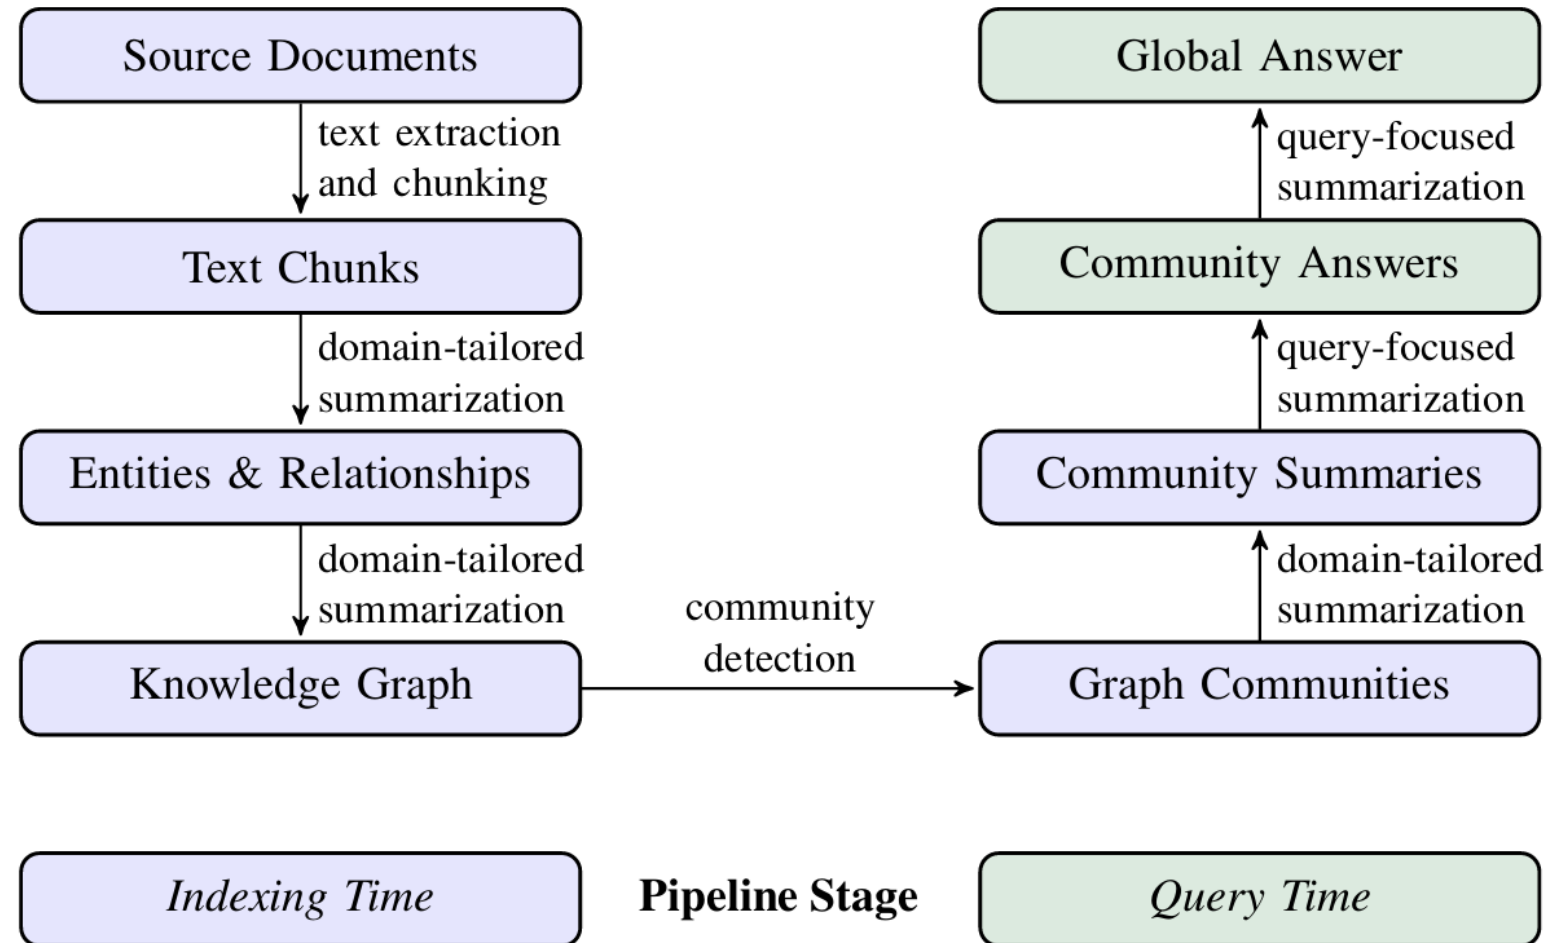 Source Documents
text extraction
and chunking
Text Chunks
domain-tailored
summarization
Entities & Relationships
domain-tailored
summarization
Knowledge Graph
community
detection
Graph Communities
domain-tailored
summarization
Community Summaries
query-focused
summarization
Community Answers
query-focused
summarization
Global Answer
Indexing Time
Pipeline Stage
Query Time